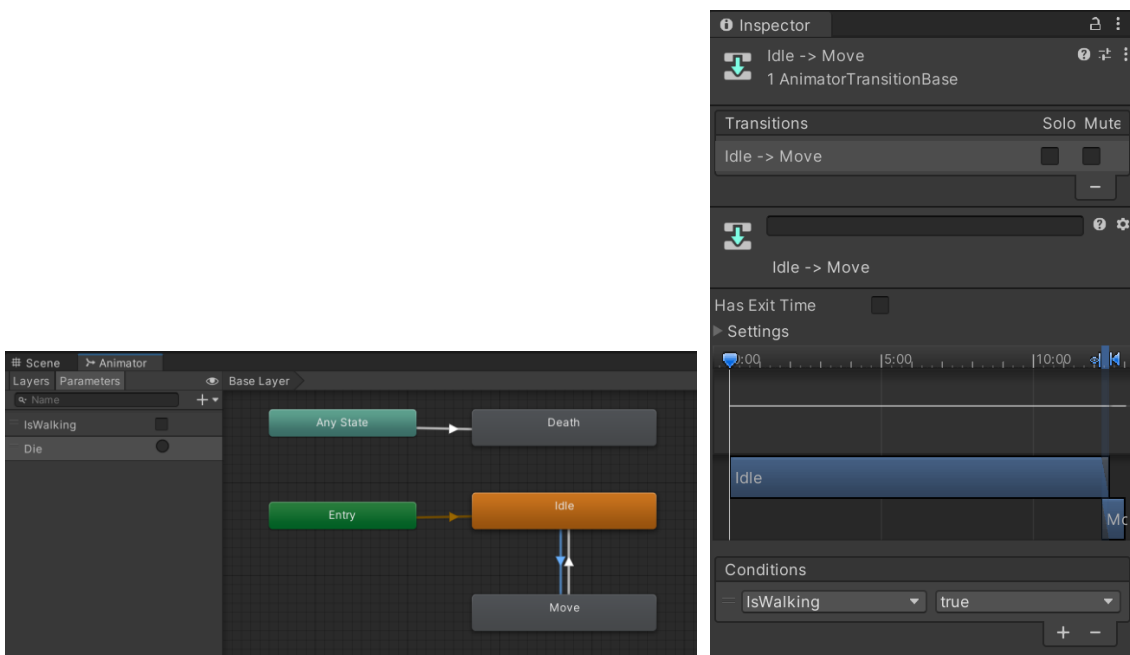 Scene Animator
Layers Parameters Base Layer
Name
IsWalking
Die
Any State
Death
Entry
Idle
Move
Inspector
Idle -> Move
1 AnimatorTransitionBase
Transitions Solo Mute
Idle -> Move
Idle -> Move
Has Exit Time
Settings
0:00 5:00 10:00
Idle
Mo
Conditions
IsWalking true